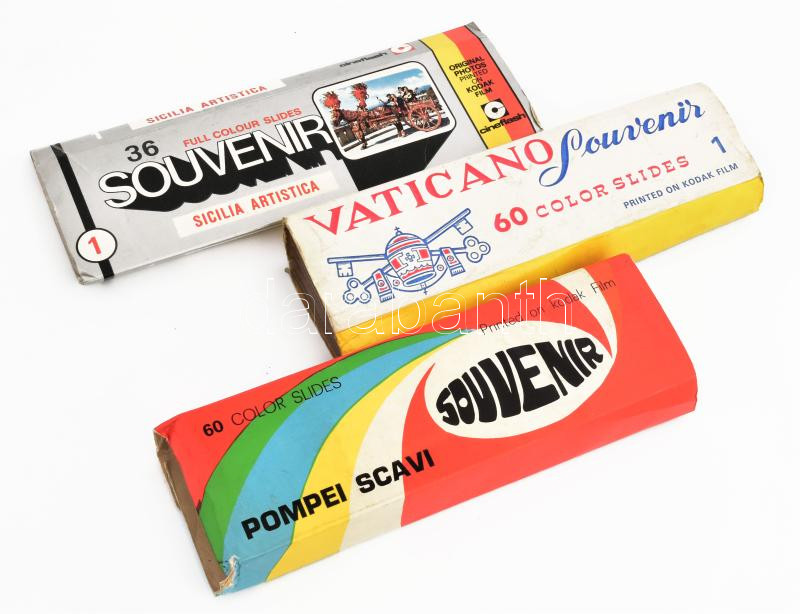 SICILIA ARTISTICA
cineflash
36 FULL COLOUR SLIDES
SOUVENIR
SICILIA ARTISTICA
1
ORIGINAL
PHOTOS
PRINTED
ON
KODAK
FILM
cineflash
VATICANO Souvenir
60 COLOR SLIDES 1
PRINTED ON KODAK FILM
darabanth
Printed on kodak Film
60 COLOR SLIDES
SOUVENIR
POMPEI SCAVI